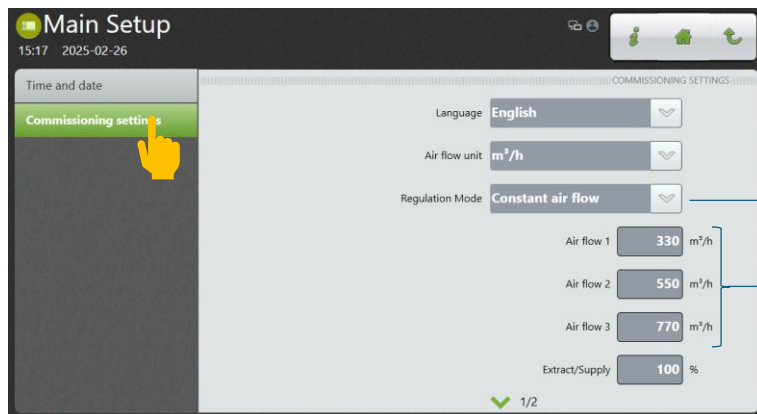 Main Setup
15:17 2025-02-26
Time and date
Commissioning settings
COMMISSIONING SETTINGS
Language English
Air flow unit m³/h
Regulation Mode Constant air flow
Air flow 1 330 m³/h
Air flow 2 550 m³/h
Air flow 3 770 m³/h
Extract/Supply 100 %
1/2